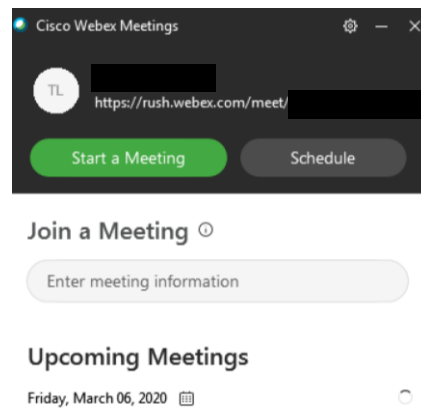 Cisco Webex Meetings
TL
https://rush.webex.com/meet/
Start a Meeting
Schedule
Join a Meeting
Enter meeting information
Upcoming Meetings
Friday, March 06, 2020